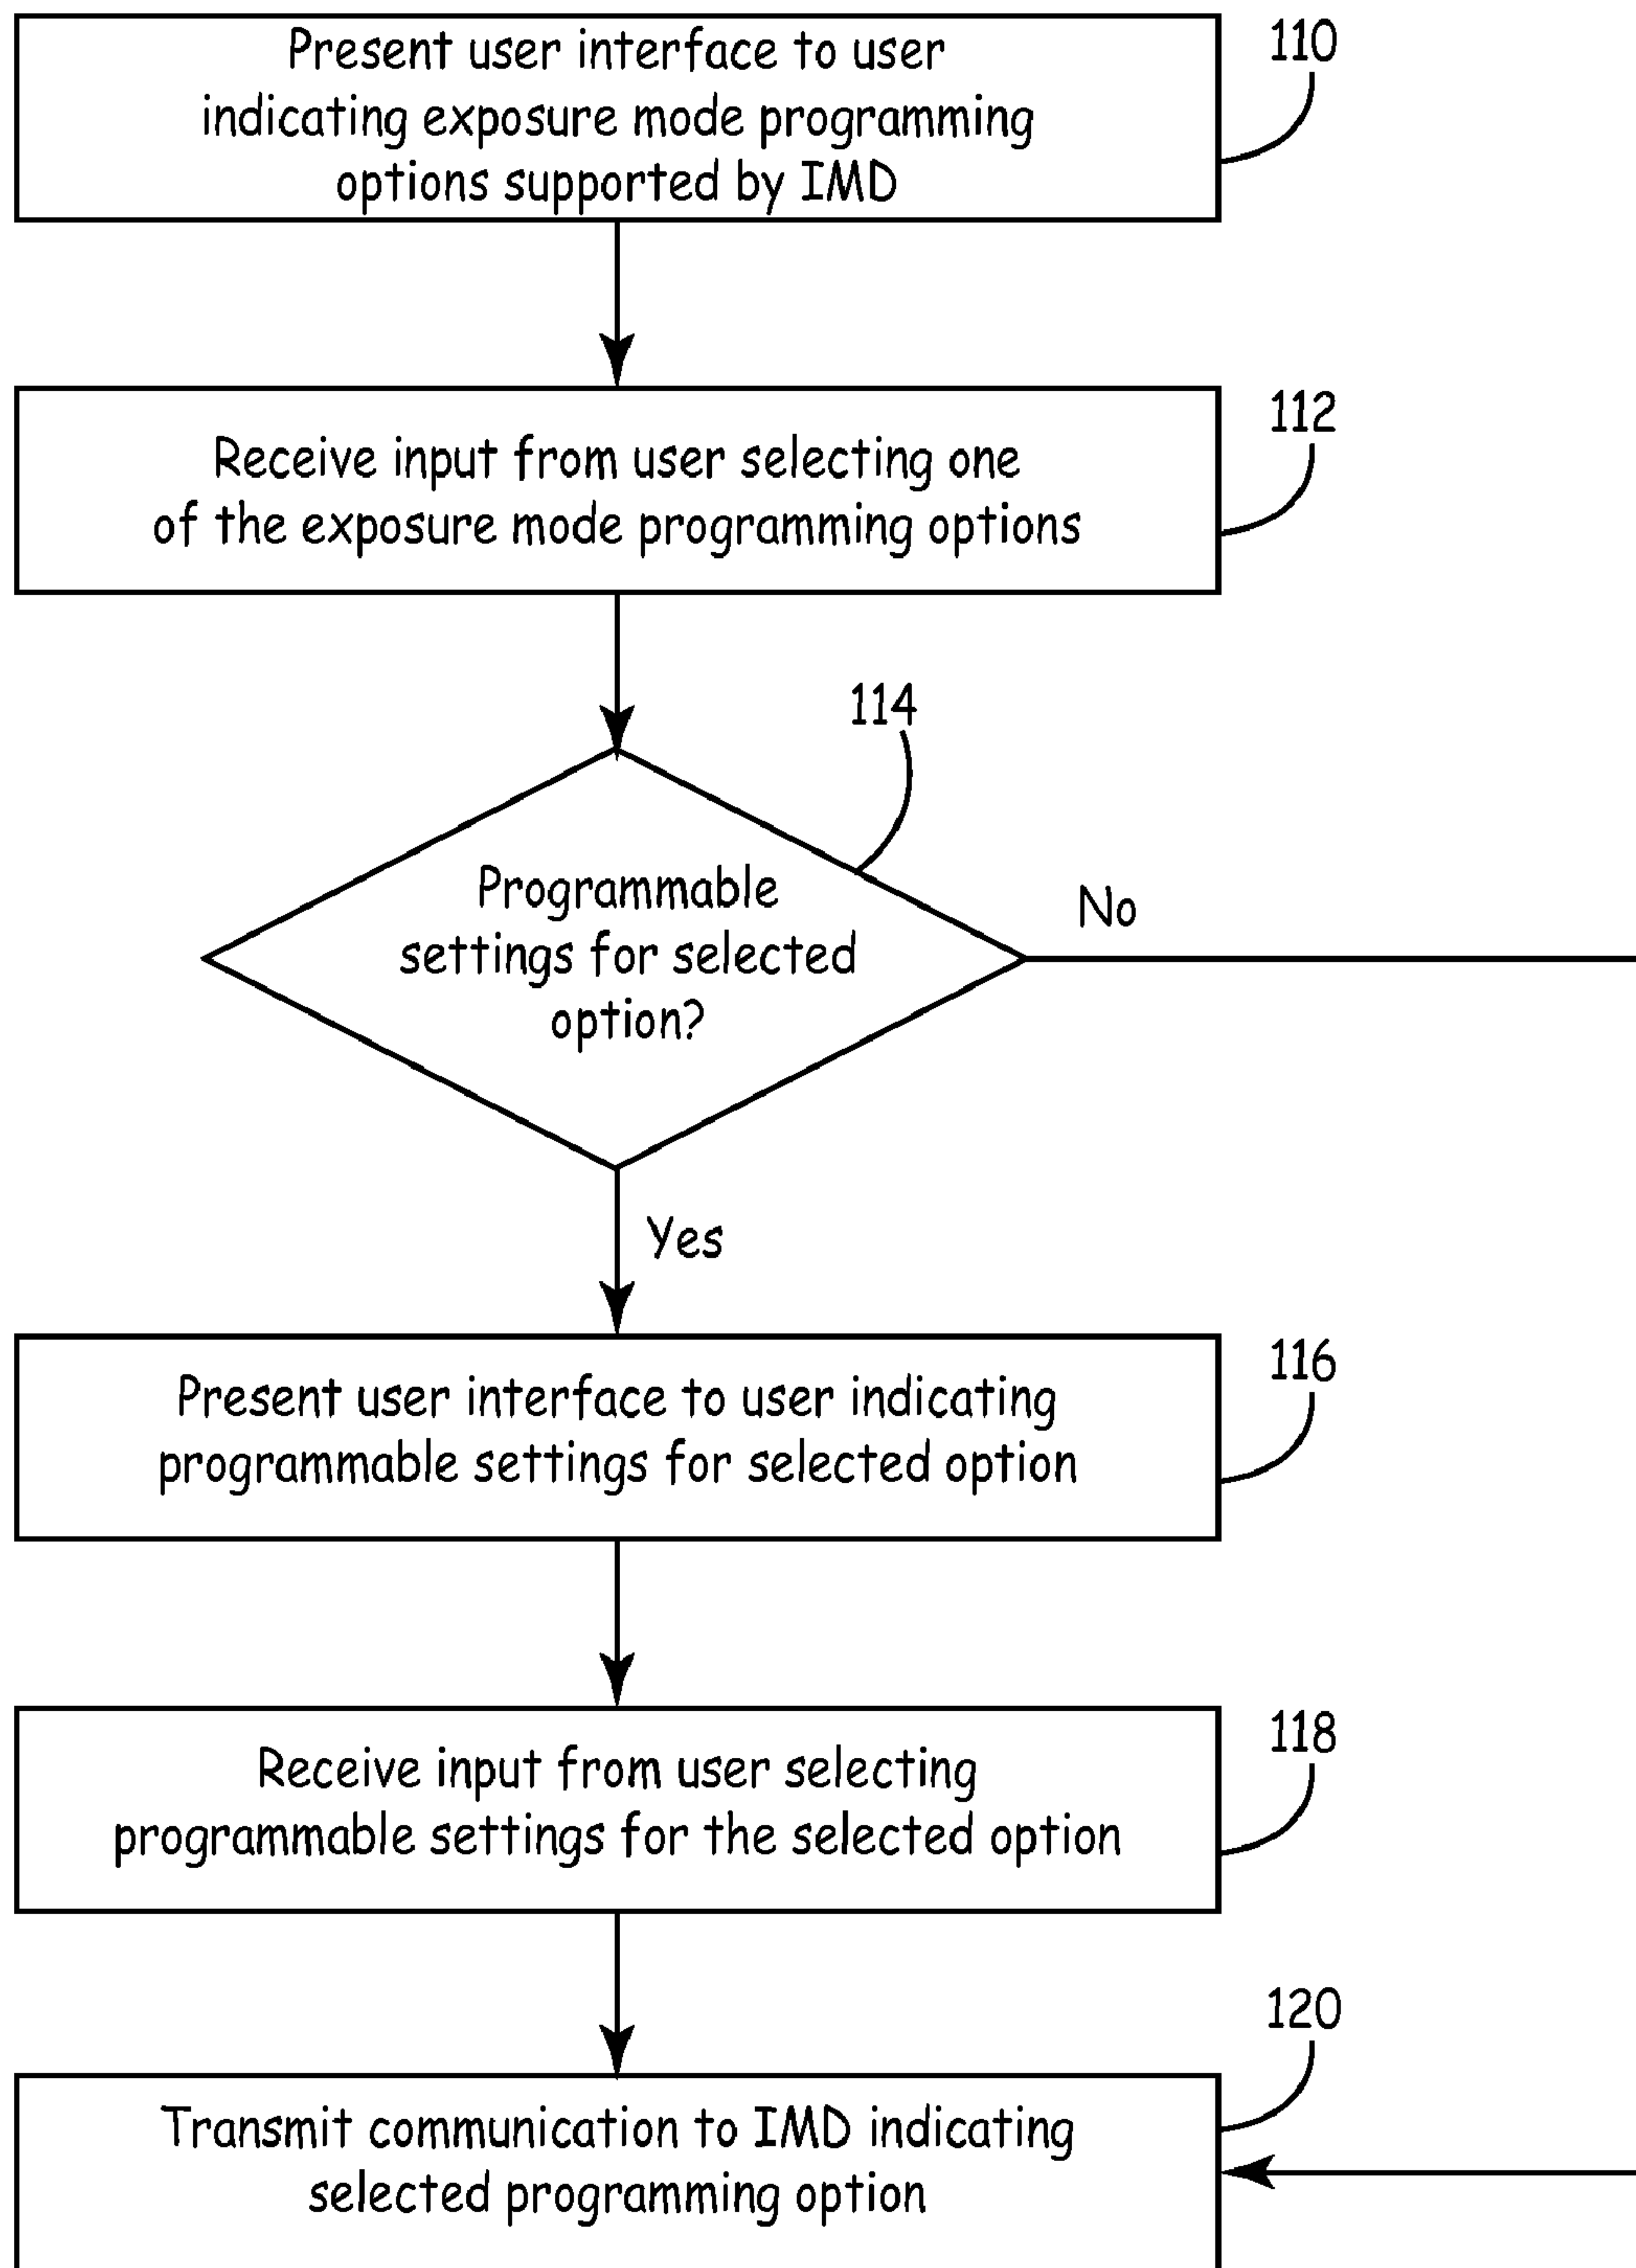 Present user interface to user
indicating exposure mode programming
options supported by IMD
110
Receive input from user selecting one
of the exposure mode programming options
112
114
Programmable
settings for selected
option?
No
Yes
Present user interface to user indicating
programmable settings for selected option
116
Receive input from user selecting
programmable settings for the selected option
118
120
Transmit communication to IMD indicating
selected programming option